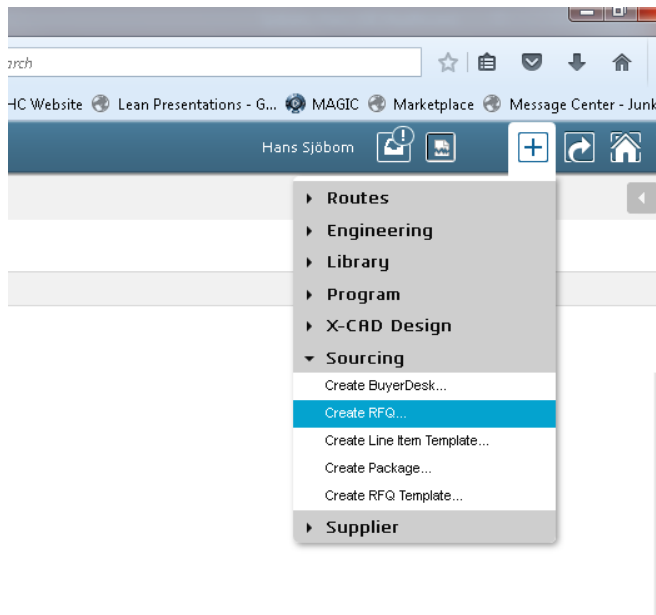 arch
HC Website Lean Presentations - G... MAGIC Marketplace Message Center - Junk
Hans Sjöbom
Routes
Engineering
Library
Program
X-CAD Design
Sourcing
Create BuyerDesk...
Create RFQ...
Create Line Item Template...
Create Package...
Create RFQ Template...
Supplier